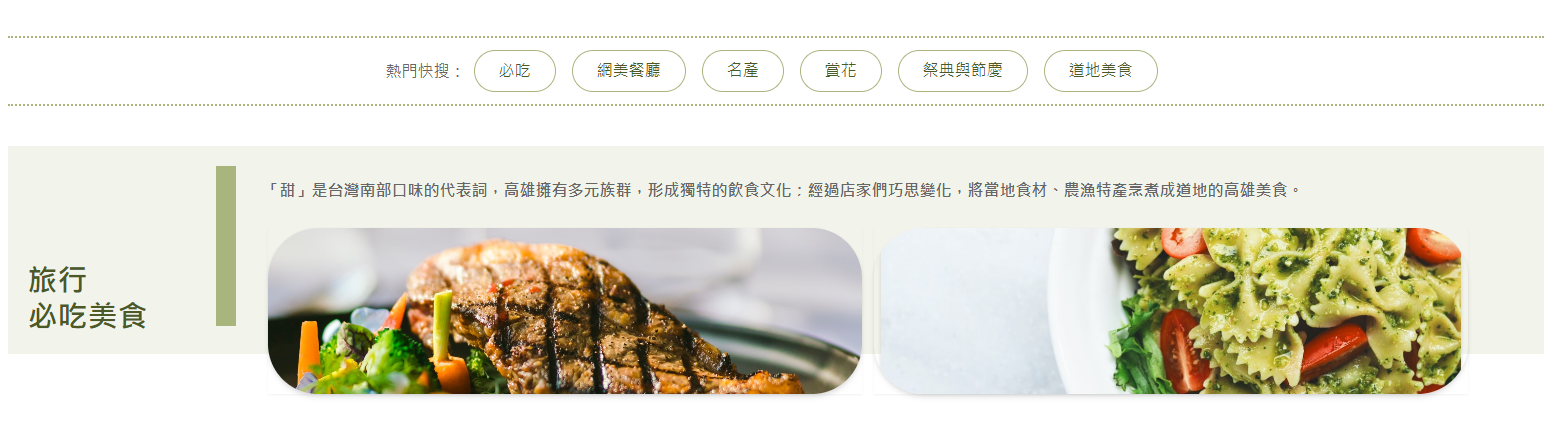 熱門快搜： 必吃 網美餐廳 名產 賞花 祭典與節慶 道地美食
「甜」是台灣南部口味的代表詞，高雄擁有多元族群，形成獨特的飲食文化：經過店家們巧思變化，將當地食材、農漁特產烹煮成道地的高雄美食。
旅行
必吃美食